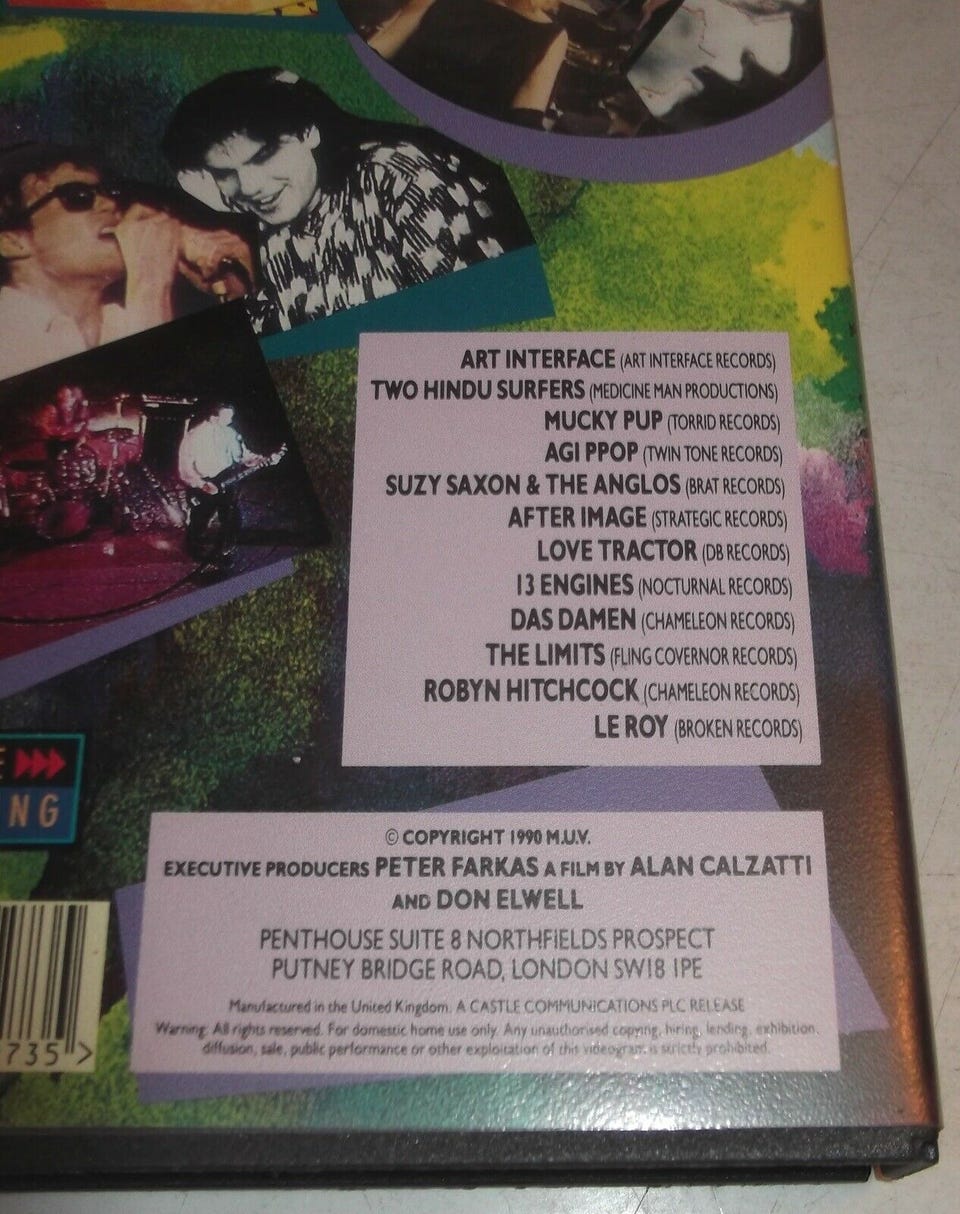 ART INTERFACE (ART INTERFACE RECORDS)
TWO HINDU SURFERS (MEDICINE MAN PRODUCTIONS)
MUCKY PUP (TORRID RECORDS)
AGI PPOP (TWIN TONE RECORDS)
SUZY SAXON & THE ANGLOS (BRAT RECORDS)
AFTER IMAGE (STRATEGIC RECORDS)
LOVE TRACTOR (DB RECORDS)
13 ENGINES (NOCTURNAL RECORDS)
DAS DAMEN (CHAMELEON RECORDS)
THE LIMITS (FLING GOVERNOR RECORDS)
ROBYN HITCHCOCK (CHAMELEON RECORDS)
LE ROY (BROKEN RECORDS)
E
NG
© COPYRIGHT 1990 M.U.V.
EXECUTIVE PRODUCERS PETER FARKAS A FILM BY ALAN CALZATTI
AND DON ELWELL
PENTHOUSE SUITE 8 NORTHFIELDS PROSPECT
PUTNEY BRIDGE ROAD, LONDON SW18 1PE
Manufactured in the United Kingdom. A CASTLE COMMUNICATIONS PLC RELEASE
Warning: All rights reserved. For domestic home use only. Any unauthorised copying, hiring, lending, exhibition,
diffusion, sale, public performance or other exploitation of this videogram is strictly prohibited.
735 >